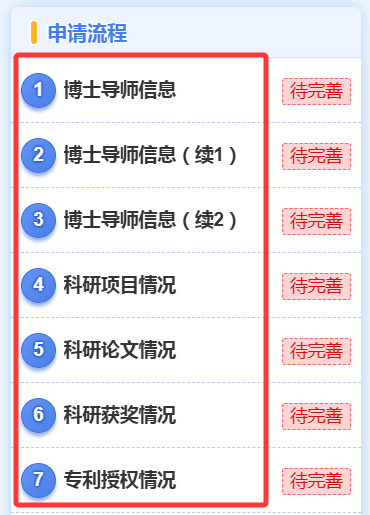 申请流程
1 博士导师信息 待完善
2 博士导师信息（续1） 待完善
3 博士导师信息（续2） 待完善
4 科研项目情况 待完善
5 科研论文情况 待完善
6 科研获奖情况 待完善
7 专利授权情况 待完善